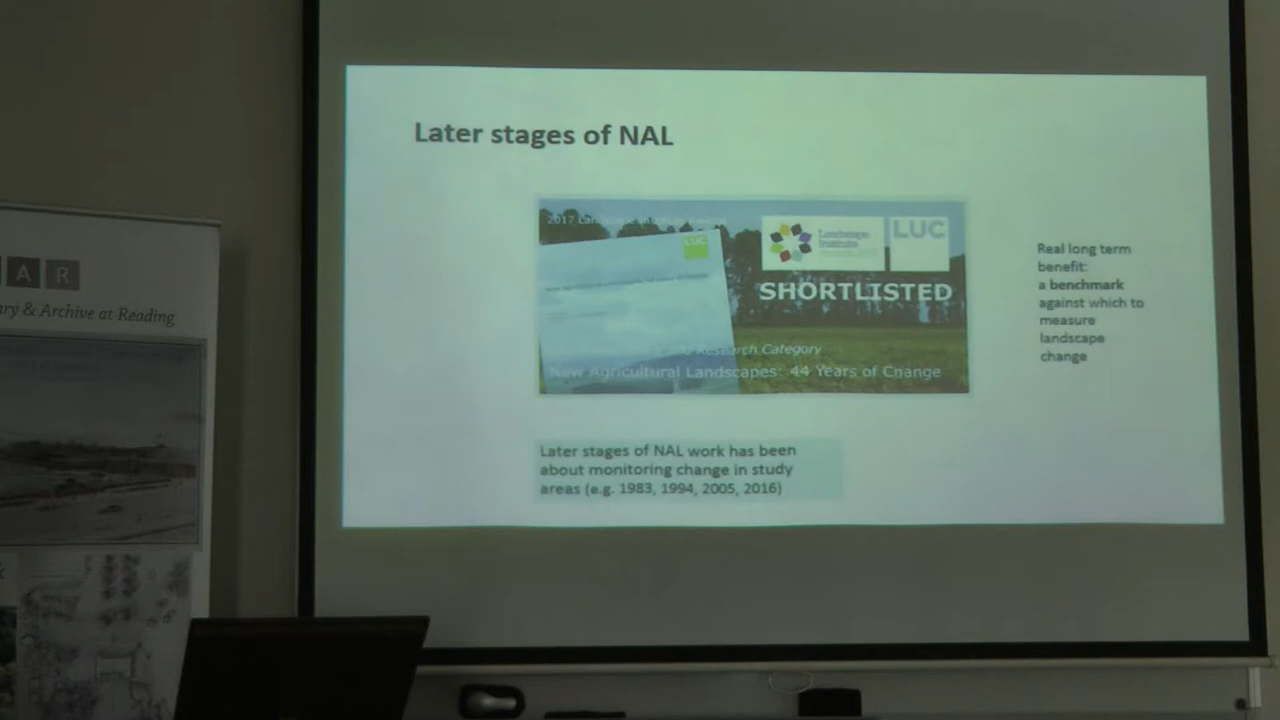 Later stages of NAL
2017 Landscape Institute Awards
LUC
Landscape
Institute
LUC
SHORTLISTED
Research Category
New Agricultural Landscapes: 44 Years of Change
Real long term
benefit:
a benchmark
against which to
measure
landscape
change
Later stages of NAL work has been
about monitoring change in study
areas (e.g. 1983, 1994, 2005, 2016)
A R
ary & Archive at Reading